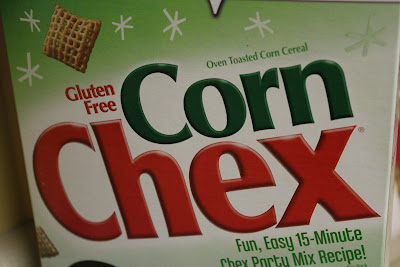 Oven Toasted Corn Cereal
Gluten
Free
Corn
Chex®
Fun, Easy 15-Minute
Chex Party Mix Recipe!